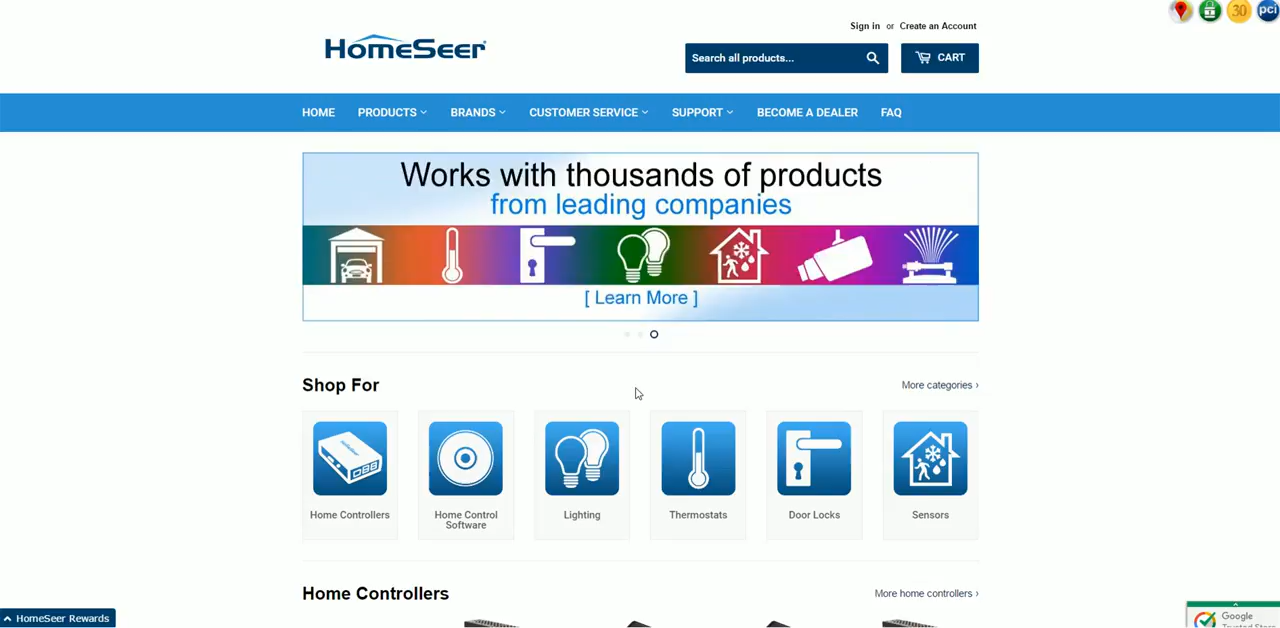 30
pci
Sign in or Create an Account
HomeSeer
Search all products...
CART
HOME
PRODUCTS
BRANDS
CUSTOMER SERVICE
SUPPORT
BECOME A DEALER
FAQ
Works with thousands of products
from leading companies
[ Learn More ]
Shop For
More categories ›
Home Controllers
Home Control
Software
Lighting
Thermostats
Door Locks
Sensors
Home Controllers
More home controllers ›
HomeSeer Rewards
Google
Trusted Store